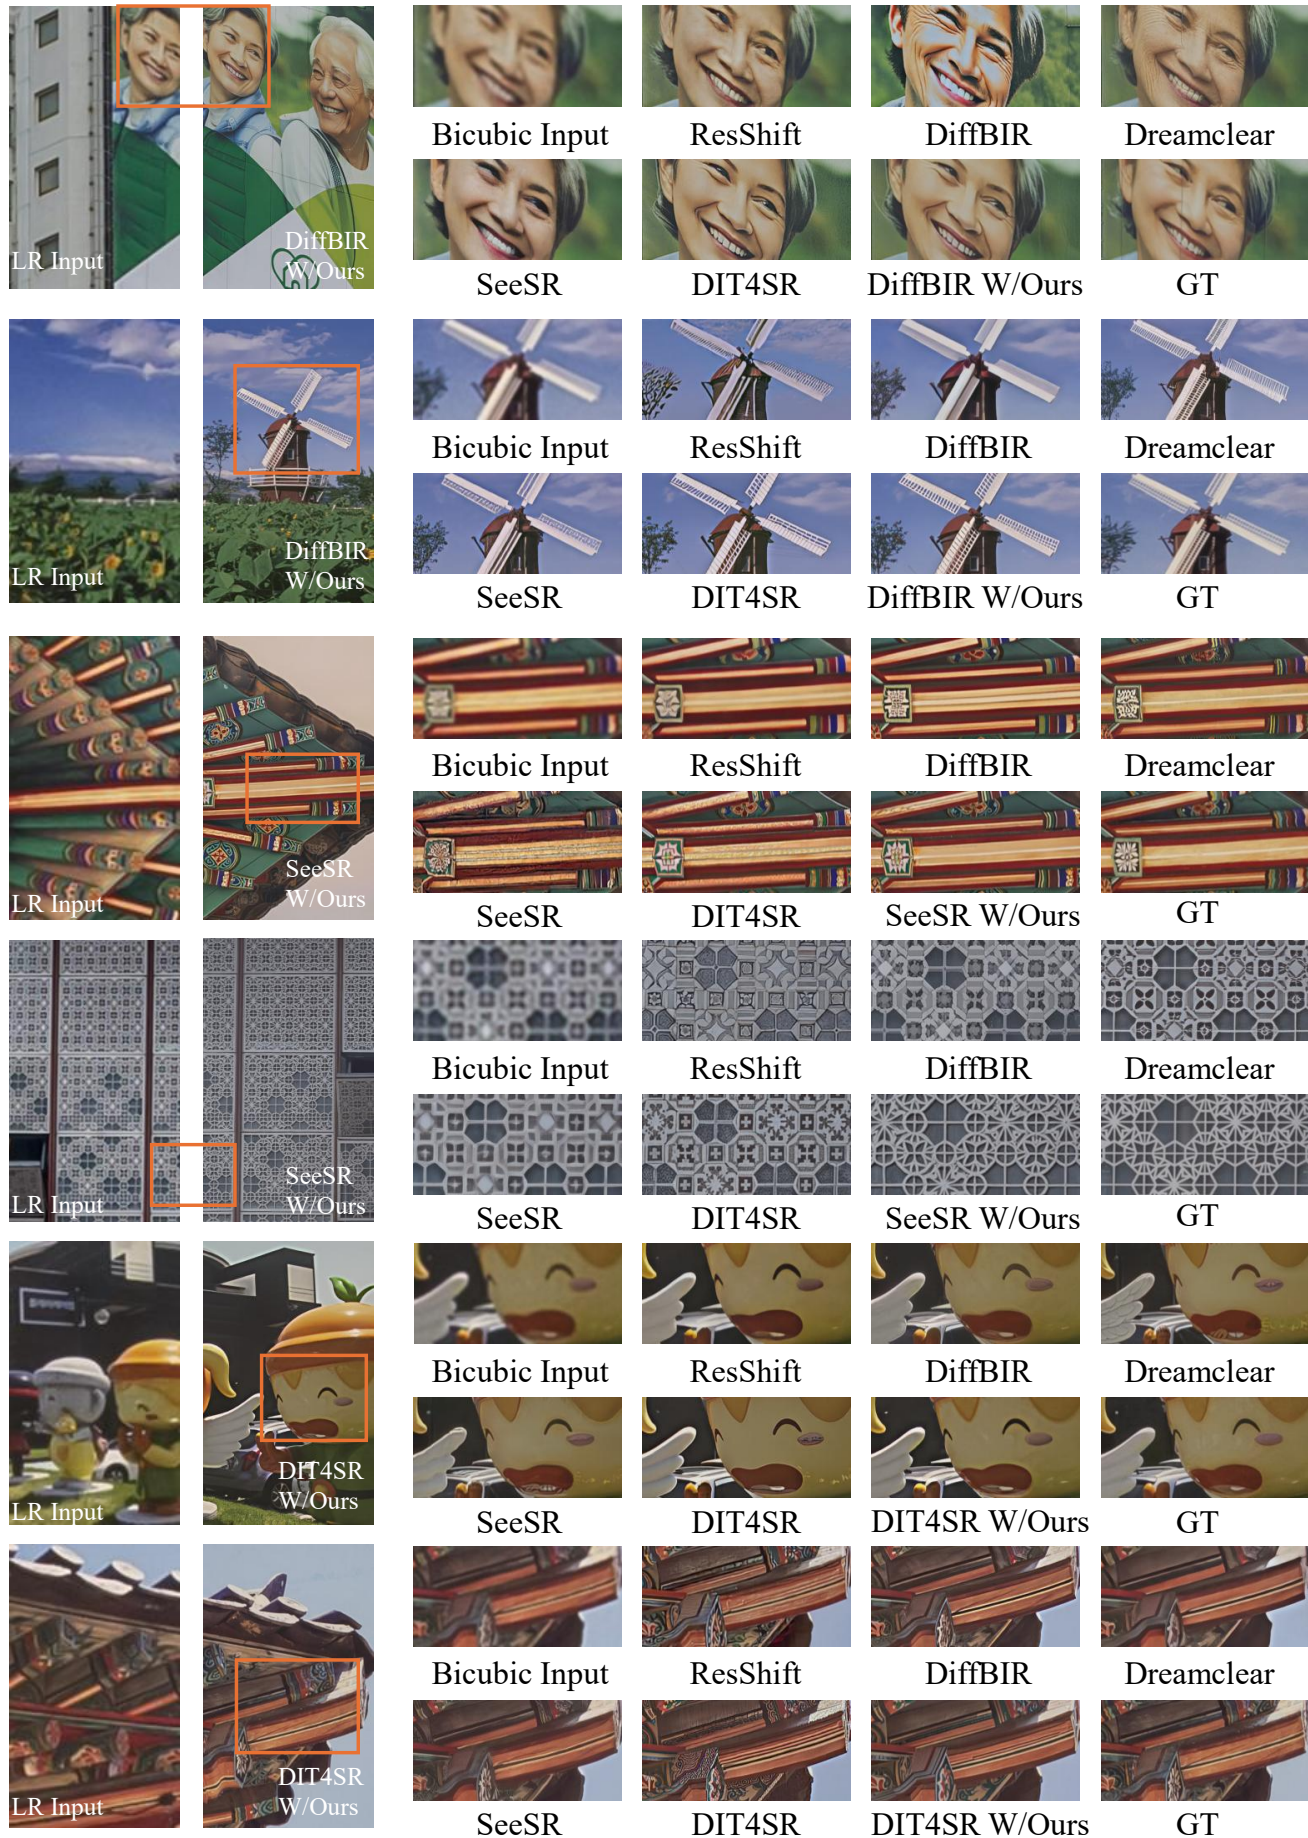 LR Input
DiffBIR
W/Ours
Bicubic Input
ResShift
DiffBIR
Dreamclear
SeeSR
DIT4SR
DiffBIR W/Ours
GT
LR Input
DiffBIR
W/Ours
Bicubic Input
ResShift
DiffBIR
Dreamclear
SeeSR
DIT4SR
DiffBIR W/Ours
GT
LR Input
SeeSR
W/Ours
Bicubic Input
ResShift
DiffBIR
Dreamclear
SeeSR
DIT4SR
SeeSR W/Ours
GT
LR Input
SeeSR
W/Ours
Bicubic Input
ResShift
DiffBIR
Dreamclear
SeeSR
DIT4SR
SeeSR W/Ours
GT
LR Input
DIT4SR
W/Ours
Bicubic Input
ResShift
DiffBIR
Dreamclear
SeeSR
DIT4SR
DIT4SR W/Ours
GT
LR Input
DIT4SR
W/Ours
Bicubic Input
ResShift
DiffBIR
Dreamclear
SeeSR
DIT4SR
DIT4SR W/Ours
GT